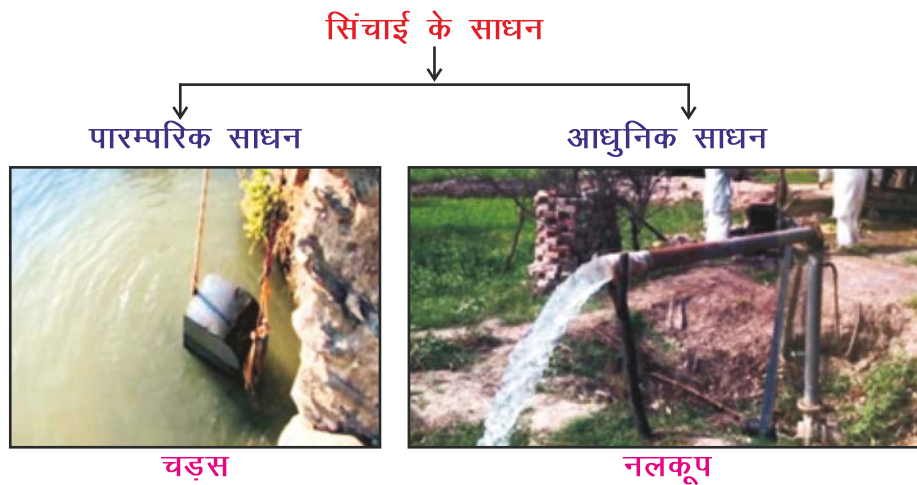 सिंचाई के साधन
पारम्परिक साधन
आधुनिक साधन
चड़स
नलकूप